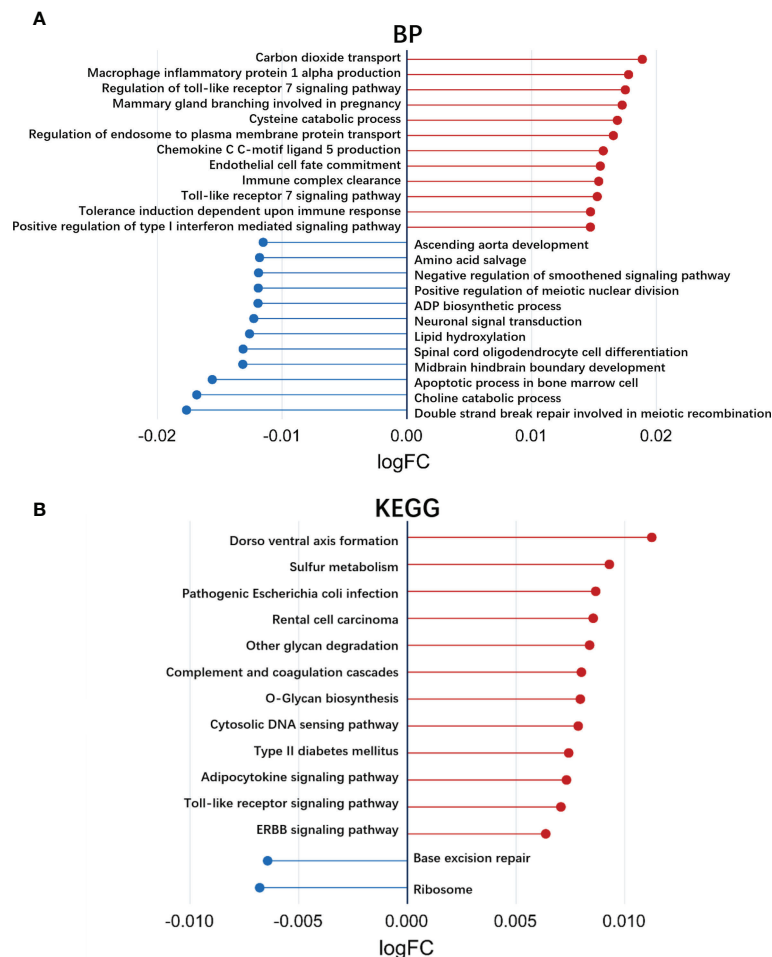 A
BP
Carbon dioxide transport
Macrophage inflammatory protein 1 alpha production
Regulation of toll-like receptor 7 signaling pathway
Mammary gland branching involved in pregnancy
Cysteine catabolic process
Regulation of endosome to plasma membrane protein transport
Chemokine C C-motif ligand 5 production
Endothelial cell fate commitment
Immune complex clearance
Toll-like receptor 7 signaling pathway
Tolerance induction dependent upon immune response
Positive regulation of type I interferon mediated signaling pathway
Ascending aorta development
Amino acid salvage
Negative regulation of smoothened signaling pathway
Positive regulation of meiotic nuclear division
ADP biosynthetic process
Neuronal signal transduction
Lipid hydroxylation
Spinal cord oligodendrocyte cell differentiation
Midbrain hindbrain boundary development
Apoptotic process in bone marrow cell
Choline catabolic process
Double strand break repair involved in meiotic recombination
-0.02 -0.01 0.00 0.01 0.02
logFC
B
KEGG
Dorso ventral axis formation
Sulfur metabolism
Pathogenic Escherichia coli infection
Rental cell carcinoma
Other glycan degradation
Complement and coagulation cascades
O-Glycan biosynthesis
Cytosolic DNA sensing pathway
Type II diabetes mellitus
Adipocytokine signaling pathway
Toll-like receptor signaling pathway
ERBB signaling pathway
Base excision repair
Ribosome
-0.010 -0.005 0.000 0.005 0.010
logFC